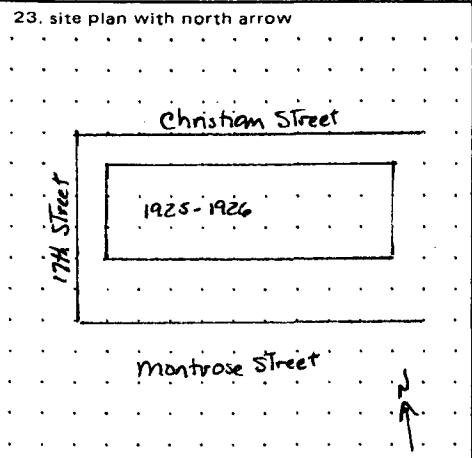 23. site plan with north arrow
Christian Street
17th Street
1925-1926
Montrose Street
N